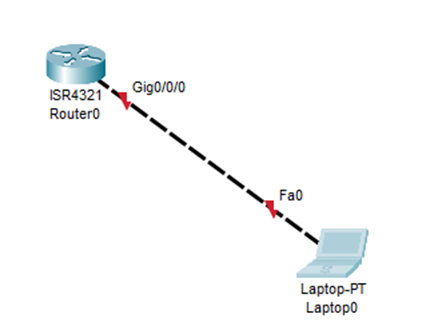 Gig0/0/0
ISR4321
Router0
Fa0
Laptop-PT
Laptop0